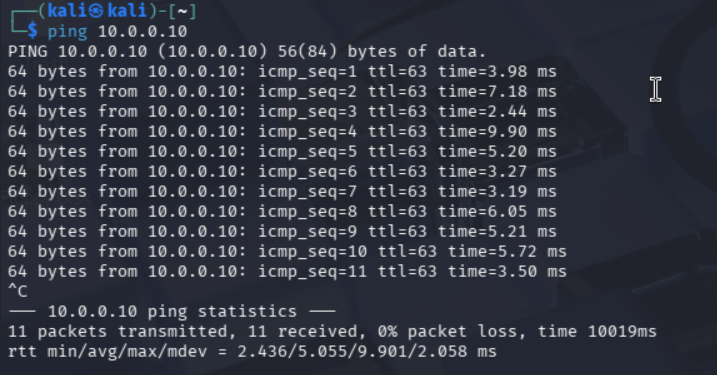 ┌──(kali㉿kali)-[~]
└─$ ping 10.0.0.10
PING 10.0.0.10 (10.0.0.10) 56(84) bytes of data.
64 bytes from 10.0.0.10: icmp_seq=1 ttl=63 time=3.98 ms
64 bytes from 10.0.0.10: icmp_seq=2 ttl=63 time=7.18 ms
64 bytes from 10.0.0.10: icmp_seq=3 ttl=63 time=2.44 ms
64 bytes from 10.0.0.10: icmp_seq=4 ttl=63 time=9.90 ms
64 bytes from 10.0.0.10: icmp_seq=5 ttl=63 time=5.20 ms
64 bytes from 10.0.0.10: icmp_seq=6 ttl=63 time=3.27 ms
64 bytes from 10.0.0.10: icmp_seq=7 ttl=63 time=3.19 ms
64 bytes from 10.0.0.10: icmp_seq=8 ttl=63 time=6.05 ms
64 bytes from 10.0.0.10: icmp_seq=9 ttl=63 time=5.21 ms
64 bytes from 10.0.0.10: icmp_seq=10 ttl=63 time=5.72 ms
64 bytes from 10.0.0.10: icmp_seq=11 ttl=63 time=3.50 ms
^C
--- 10.0.0.10 ping statistics ---
11 packets transmitted, 11 received, 0% packet loss, time 10019ms
rtt min/avg/max/mdev = 2.436/5.055/9.901/2.058 ms